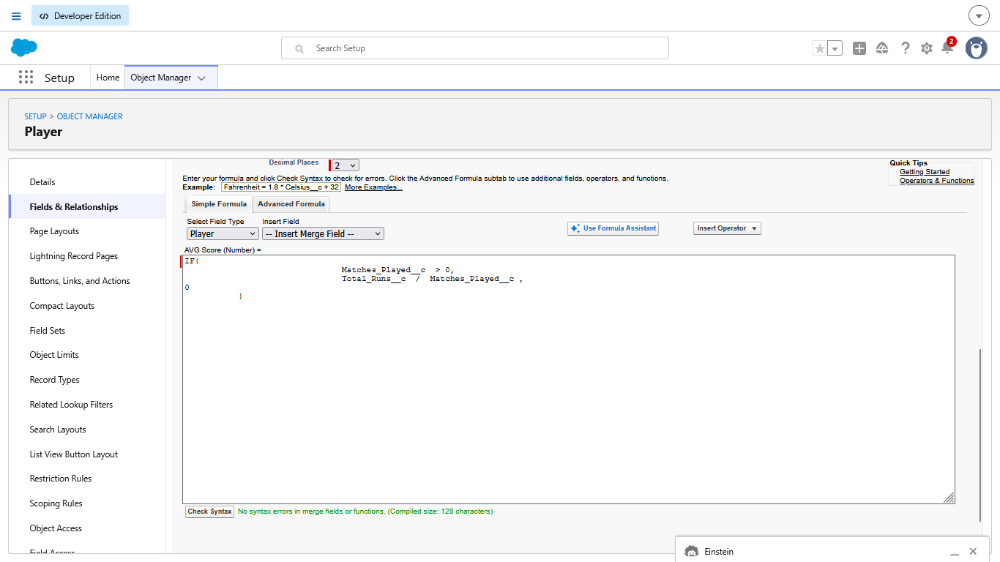 Developer Edition
Search Setup
2
Setup
Home
Object Manager
SETUP > OBJECT MANAGER
Player
Details
Fields & Relationships
Page Layouts
Lightning Record Pages
Buttons, Links, and Actions
Compact Layouts
Field Sets
Object Limits
Record Types
Related Lookup Filters
Search Layouts
List View Button Layout
Restriction Rules
Scoping Rules
Object Access
Field Access
Decimal Places 2
Quick Tips
Getting Started
Operators & Functions
Enter your formula and click Check Syntax to check for errors. Click the Advanced Formula subtab to use additional fields, operators, and functions.
Example: Fahrenheit = 1.8 * Celsius__c + 32 More Examples...
Simple Formula Advanced Formula
Select Field Type Insert Field
Player -- Insert Merge Field -- Use Formula Assistant Insert Operator
AVG Score (Number) =
IF(
Matches_Played__c > 0,
Total_Runs__c / Matches_Played__c ,
0
)
Check Syntax No syntax errors in merge fields or functions. (Compiled size: 128 characters)
Einstein